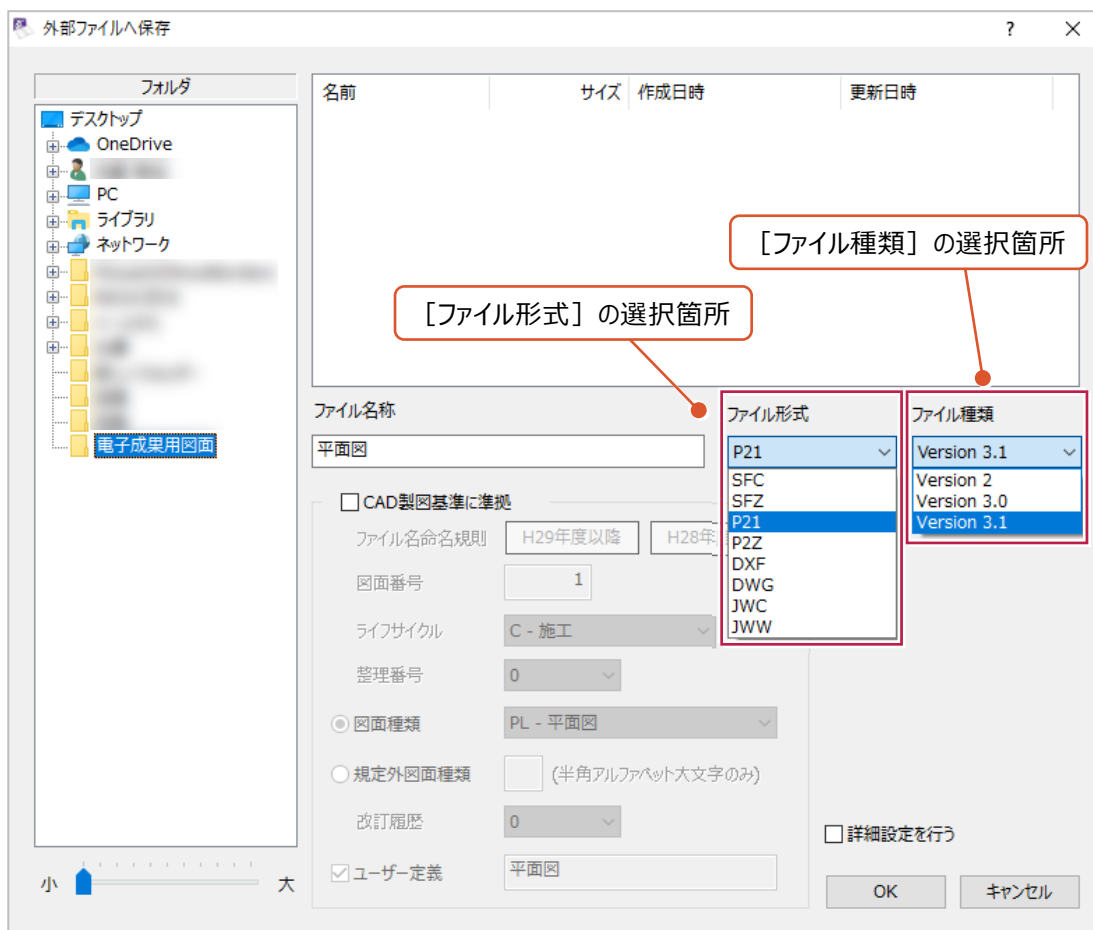 外部ファイルへ保存
?
フォルダ
デスクトップ
OneDrive
PC
ライブラリ
ネットワーク
電子成果用図面
小
大
名前 サイズ 作成日時 更新日時
［ファイル種類］の選択箇所
［ファイル形式］の選択箇所
ファイル名称
平面図
ファイル形式
P21
SFC
SFZ
P21
P2Z
DXF
DWG
JWC
JWW
ファイル種類
Version 3.1
Version 2
Version 3.0
Version 3.1
CAD製図基準に準拠
ファイル名命名規則 H29年度以降 H28年
図面番号 1
ライフサイクル C - 施工
整理番号 0
図面種類 PL - 平面図
規定外図面種類 (半角アルファベット大文字のみ)
改訂履歴 0
ユーザー定義 平面図
詳細設定を行う
OK キャンセル